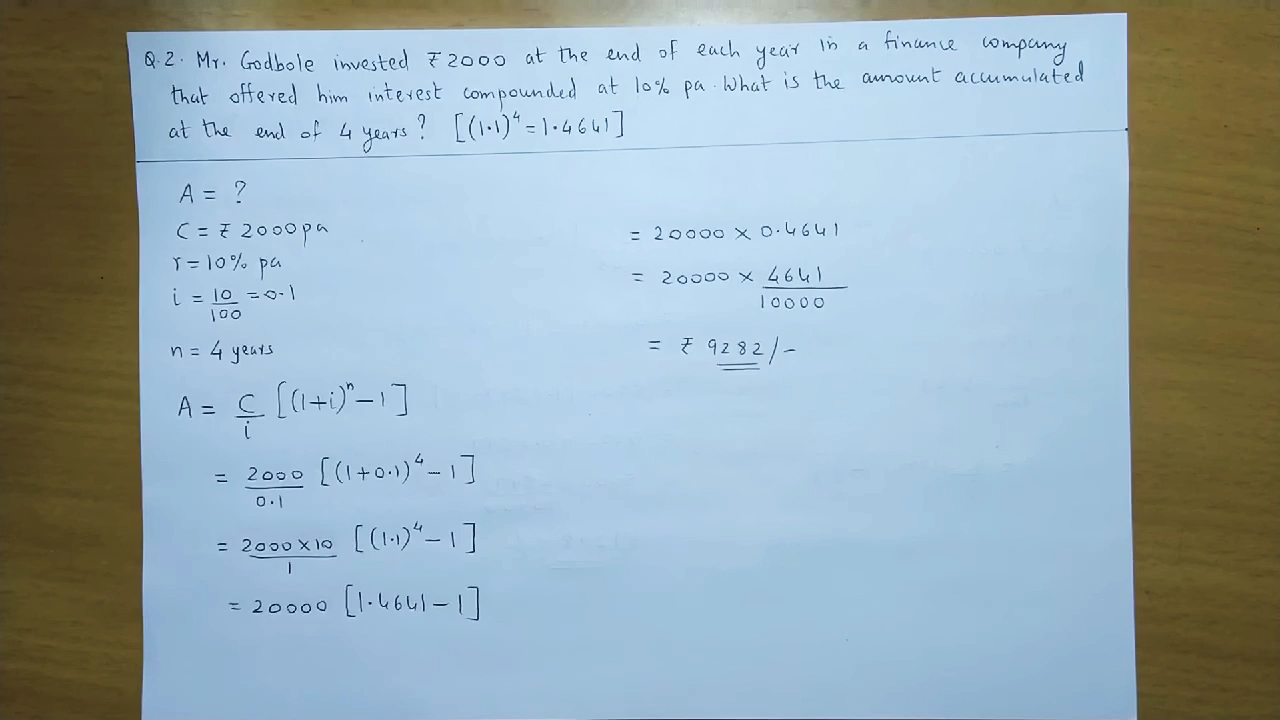 Q.2. Mr. Godbole invested ₹2000 at the end of each year in a finance company
that offered him interest compounded at 10% pa. What is the amount accumulated
at the end of 4 years? [(1.1)^4 = 1.4641]
A = ?
C = ₹ 2000 pa
r = 10% pa
i = 10/100 = 0.1
n = 4 years
A = C/i [(1+i)^n − 1]
= 2000/0.1 [(1+0.1)^4 − 1]
= 2000×10/1 [(1.1)^4 − 1]
= 20000 [1.4641 − 1]
= 20000 × 0.4641
= 20000 × 4641/10000
= ₹ 9282/-